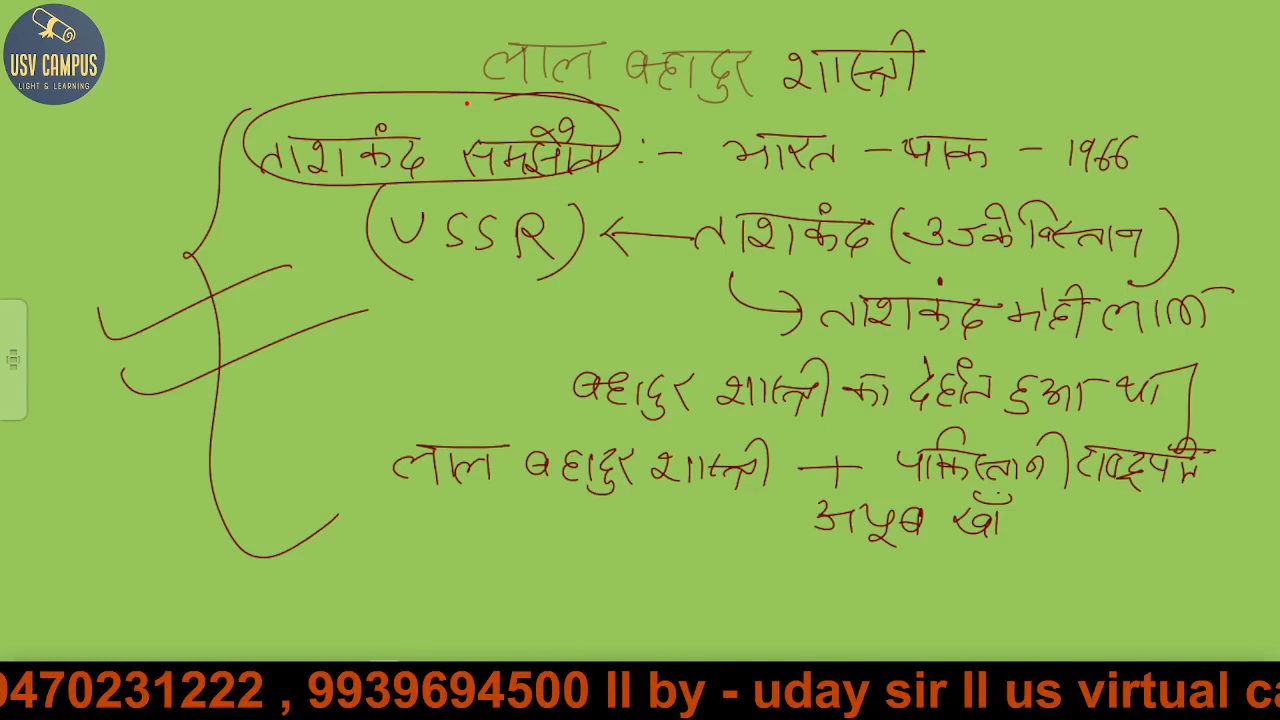 USV CAMPUS
LIGHT & LEARNING
लाल बहादुर शास्त्री
ताशकंद समझौता :- भारत - पाक - 1966
(USSR) ← ताशकंद (उजबेकिस्तान)
ताशकंद में ही लाल
बहादुर शास्त्री का देहांत हुआ था
लाल बहादुर शास्त्री + पाकिस्तानी राष्ट्रपति
अयूब खाँ
9470231222 , 9939694500 ll by - uday sir ll us virtual ca